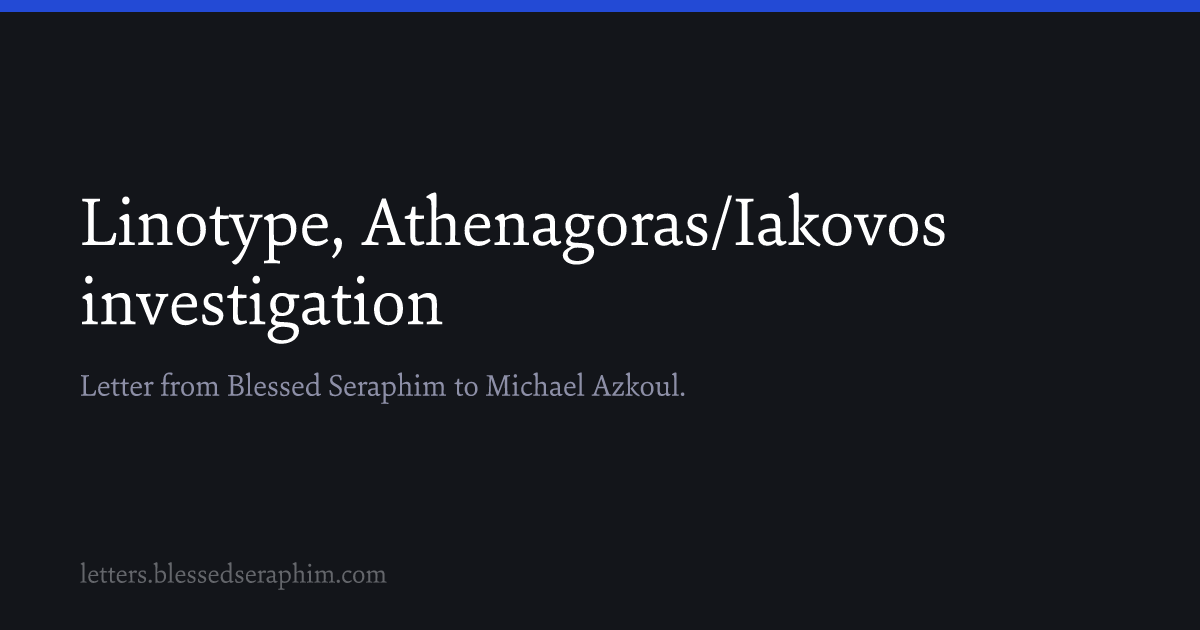 Linotype, Athenagoras/Iakovos
investigation
Letter from Blessed Seraphim to Michael Azkoul.
letters.blessedseraphim.com